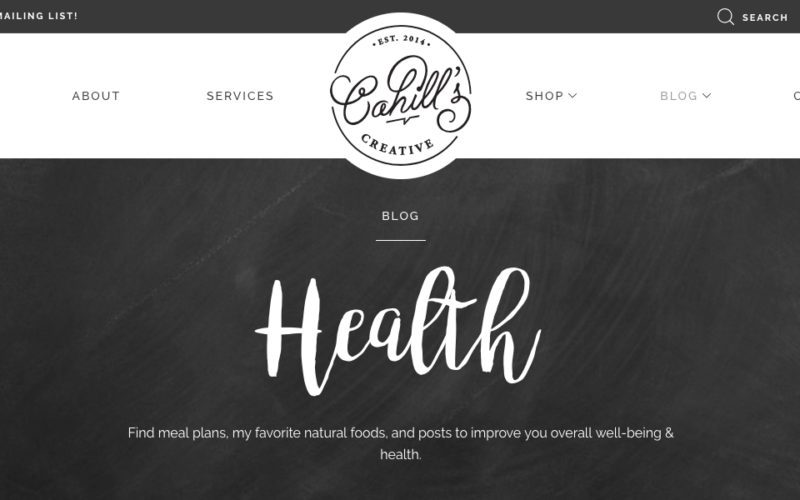 MAILING LIST!
SEARCH
ABOUT
SERVICES
• EST. 2014 •
Cahill's
CREATIVE
SHOP
BLOG
BLOG
Health
Find meal plans, my favorite natural foods, and posts to improve you overall well-being &
health.